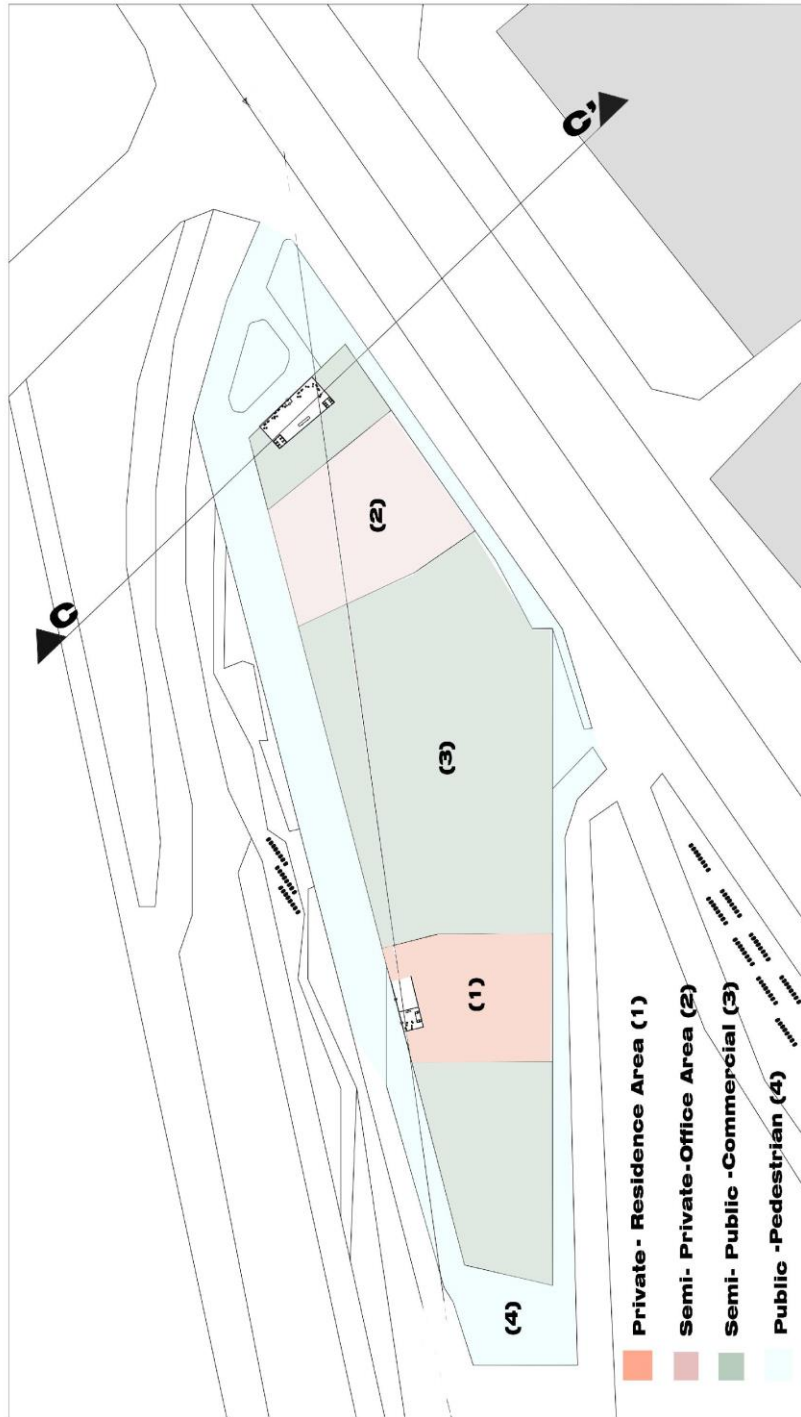 C
C'
(2)
(3)
(1)
(4)
Private - Residence Area (1)
Semi- Private-Office Area (2)
Semi- Public -Commercial (3)
Public -Pedestrian (4)